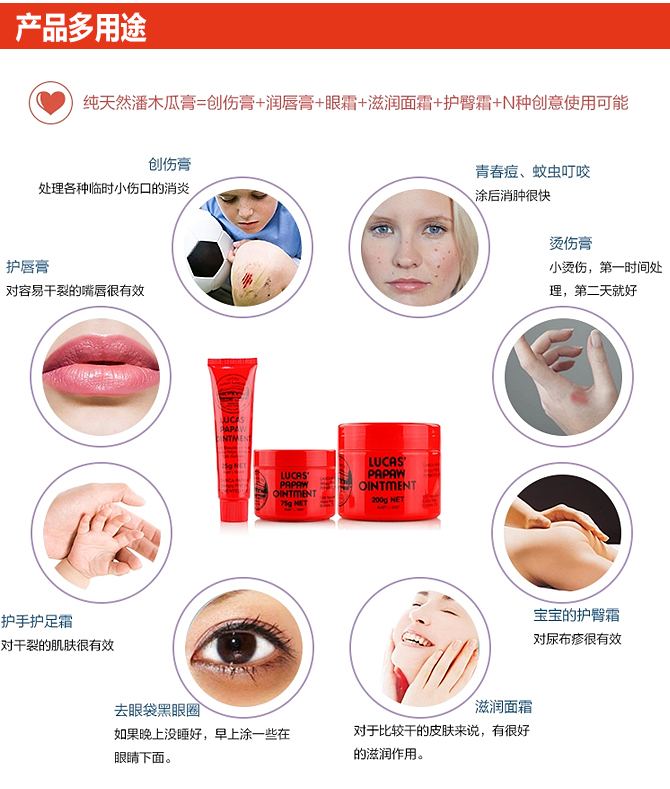 产品多用途
纯天然潘木瓜膏=创伤膏+润唇膏+眼霜+滋润面霜+护臀霜+N种创意使用可能
创伤膏
处理各种临时小伤口的消炎
青春痘、蚊虫叮咬
涂后消肿很快
护唇膏
对容易干裂的嘴唇很有效
烫伤膏
小烫伤，第一时间处
理，第二天就好
LUCAS'
PAPAW
OINTMENT
25g NET
LUCAS'
PAPAW
OINTMENT
75g NET
LUCAS'
PAPAW
OINTMENT
200g NET
护手护足霜
对干裂的肌肤很有效
宝宝的护臀霜
对尿布疹很有效
去眼袋黑眼圈
如果晚上没睡好，早上涂一些在
眼睛下面。
滋润面霜
对于比较干的皮肤来说，有很好
的滋润作用。